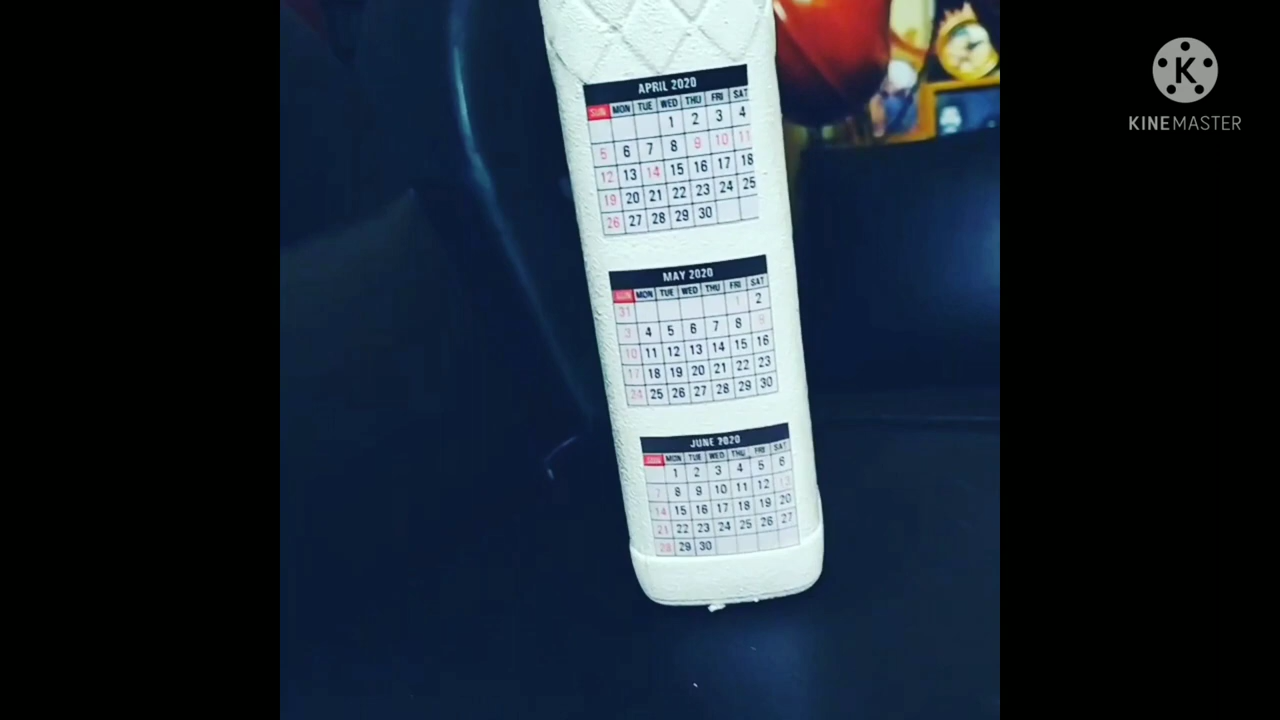 APRIL 2020
SUN MON TUE WED THU FRI SAT
1 2 3 4
5 6 7 8 9 10 11
12 13 14 15 16 17 18
19 20 21 22 23 24 25
26 27 28 29 30
MAY 2020
SUN MON TUE WED THU FRI SAT
31 1 2
3 4 5 6 7 8 9
10 11 12 13 14 15 16
17 18 19 20 21 22 23
24 25 26 27 28 29 30
JUNE 2020
SUN MON TUE WED THU FRI SAT
1 2 3 4 5 6
7 8 9 10 11 12 13
14 15 16 17 18 19 20
21 22 23 24 25 26 27
28 29 30
K
KINEMASTER